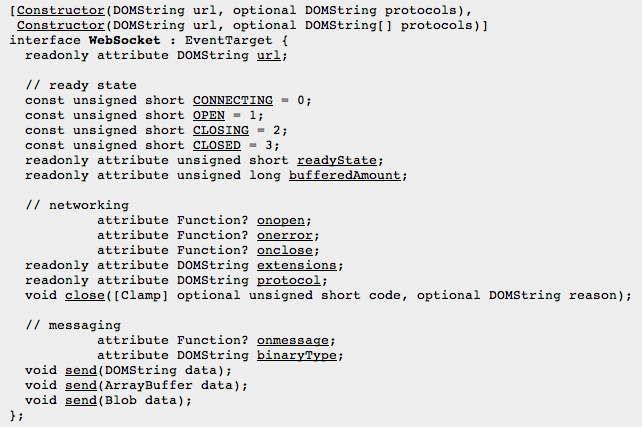 [Constructor(DOMString url, optional DOMString protocols),
 Constructor(DOMString url, optional DOMString[] protocols)]
interface WebSocket : EventTarget {
  readonly attribute DOMString url;

  // ready state
  const unsigned short CONNECTING = 0;
  const unsigned short OPEN = 1;
  const unsigned short CLOSING = 2;
  const unsigned short CLOSED = 3;
  readonly attribute unsigned short readyState;
  readonly attribute unsigned long bufferedAmount;

  // networking
           attribute Function? onopen;
           attribute Function? onerror;
           attribute Function? onclose;
  readonly attribute DOMString extensions;
  readonly attribute DOMString protocol;
  void close([Clamp] optional unsigned short code, optional DOMString reason);

  // messaging
           attribute Function? onmessage;
           attribute DOMString binaryType;
  void send(DOMString data);
  void send(ArrayBuffer data);
  void send(Blob data);
};